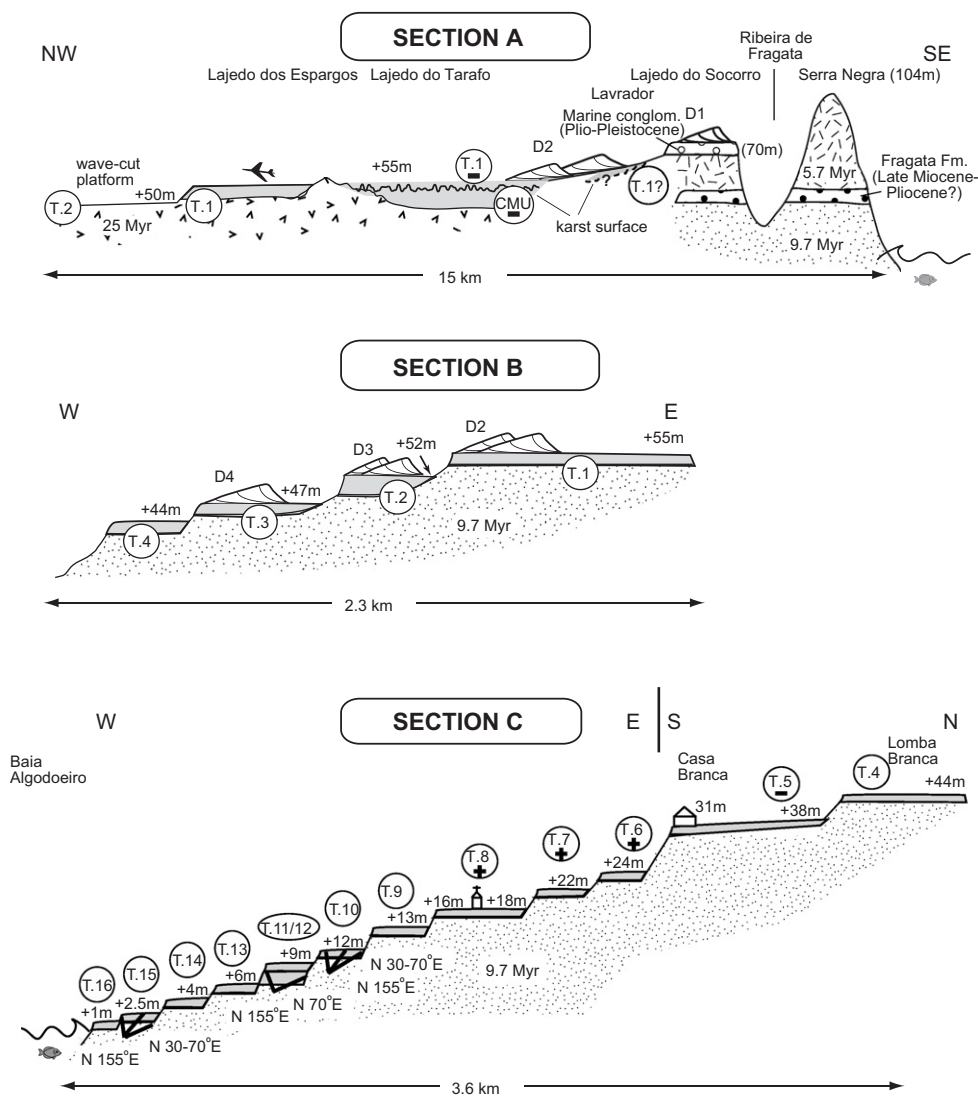 SECTION A
NW
SE
Ribeira de
Fragata
Lajedo dos Espargos
Lajedo do Tarafo
Lajedo do Socorro
Serra Negra (104m)
Lavrador
Marine conglom.
(Plio-Pleistocene)
D1
D2
(70m)
wave-cut
platform
+50m
+55m
T.1
T.2
T.1
CMU
T.1?
? ?
karst surface
25 Myr
5.7 Myr
9.7 Myr
Fragata Fm.
(Late Miocene-
Pliocene?)
15 km
SECTION B
W
E
D2
+55m
+52m
D3
D4
+47m
+44m
T.1
T.2
T.3
T.4
9.7 Myr
2.3 km
SECTION C
W
E
S
N
Baia
Algodoeiro
Casa
Branca
Lomba
Branca
T.4
+44m
T.5
+38m
31m
T.6
+24m
T.7
+22m
T.8
+16m
+18m
T.9
+13m
T.10
+12m
T.11/12
+9m
T.13
+6m
T.14
+4m
T.15
+2.5m
T.16
+1m
N 30-70°E
N 155°E
N 70°E
N 155°E
N 30-70°E
N 155°E
9.7 Myr
3.6 km